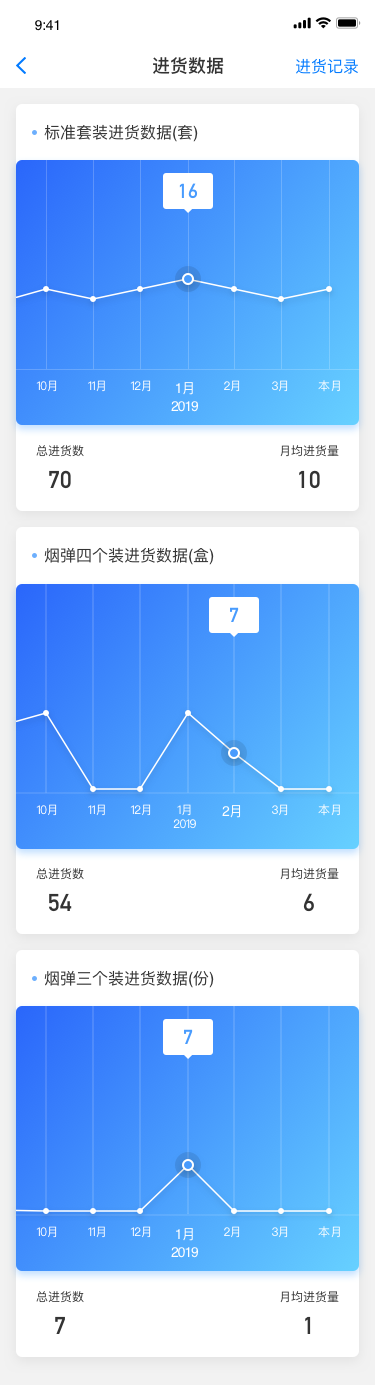 9:41
进货数据 进货记录
标准套装进货数据(套)
16
10月 11月 12月 1月 2月 3月 本月
2019
总进货数 月均进货量
70 10
烟弹四个装进货数据(盒)
7
10月 11月 12月 1月 2月 3月 本月
2019
总进货数 月均进货量
54 6
烟弹三个装进货数据(份)
7
10月 11月 12月 1月 2月 3月 本月
2019
总进货数 月均进货量
7 1